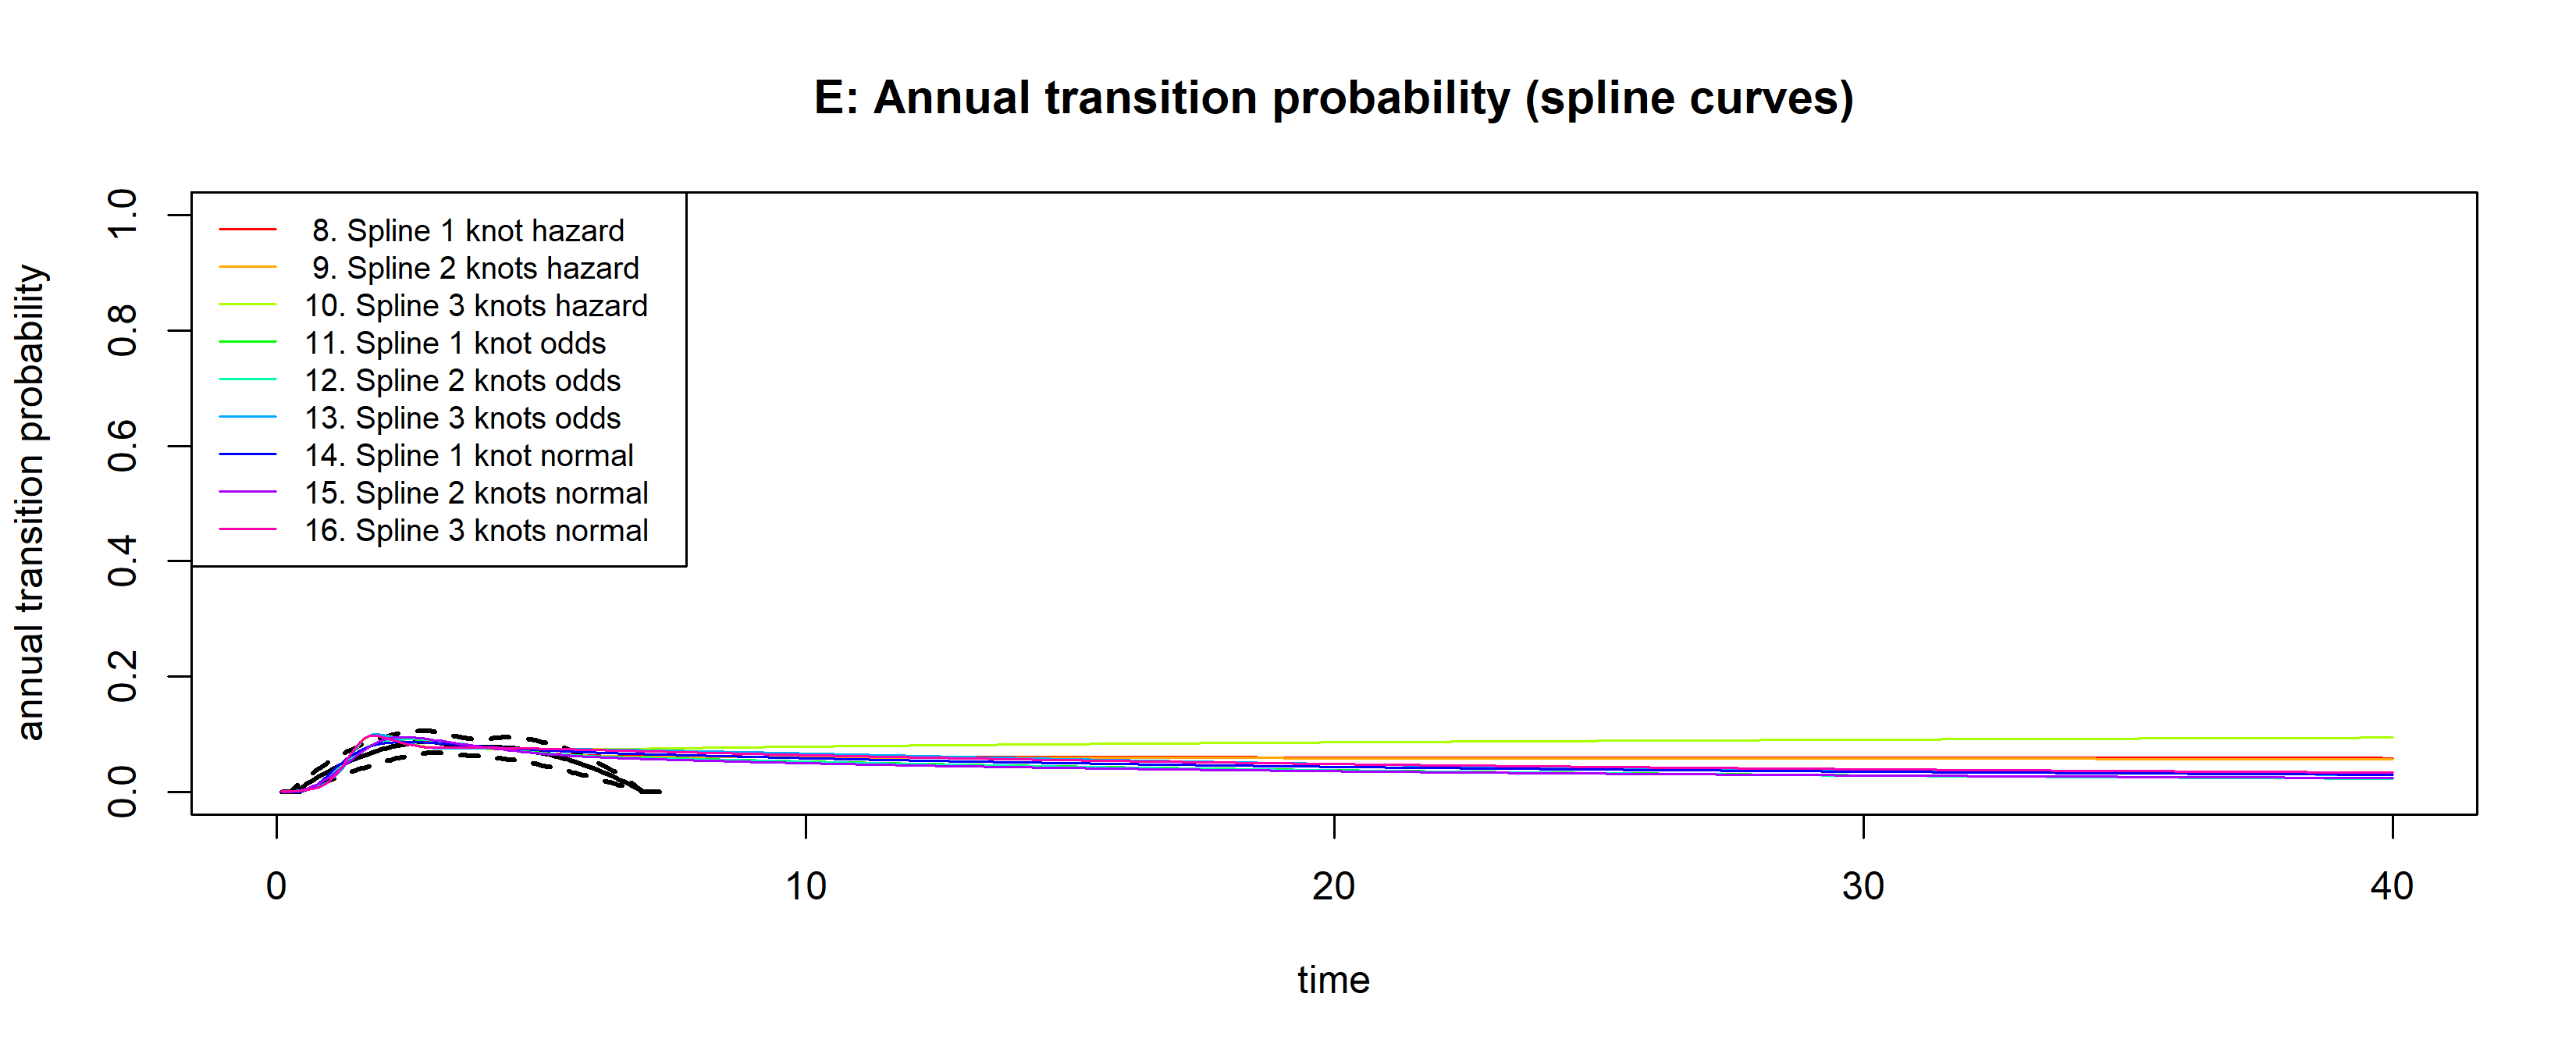 E: Annual transition probability (spline curves)
annual transition probability
1.0
0.8
0.6
0.4
0.2
0.0
8. Spline 1 knot hazard
9. Spline 2 knots hazard
10. Spline 3 knots hazard
11. Spline 1 knot odds
12. Spline 2 knots odds
13. Spline 3 knots odds
14. Spline 1 knot normal
15. Spline 2 knots normal
16. Spline 3 knots normal
0 10 20 30 40
time